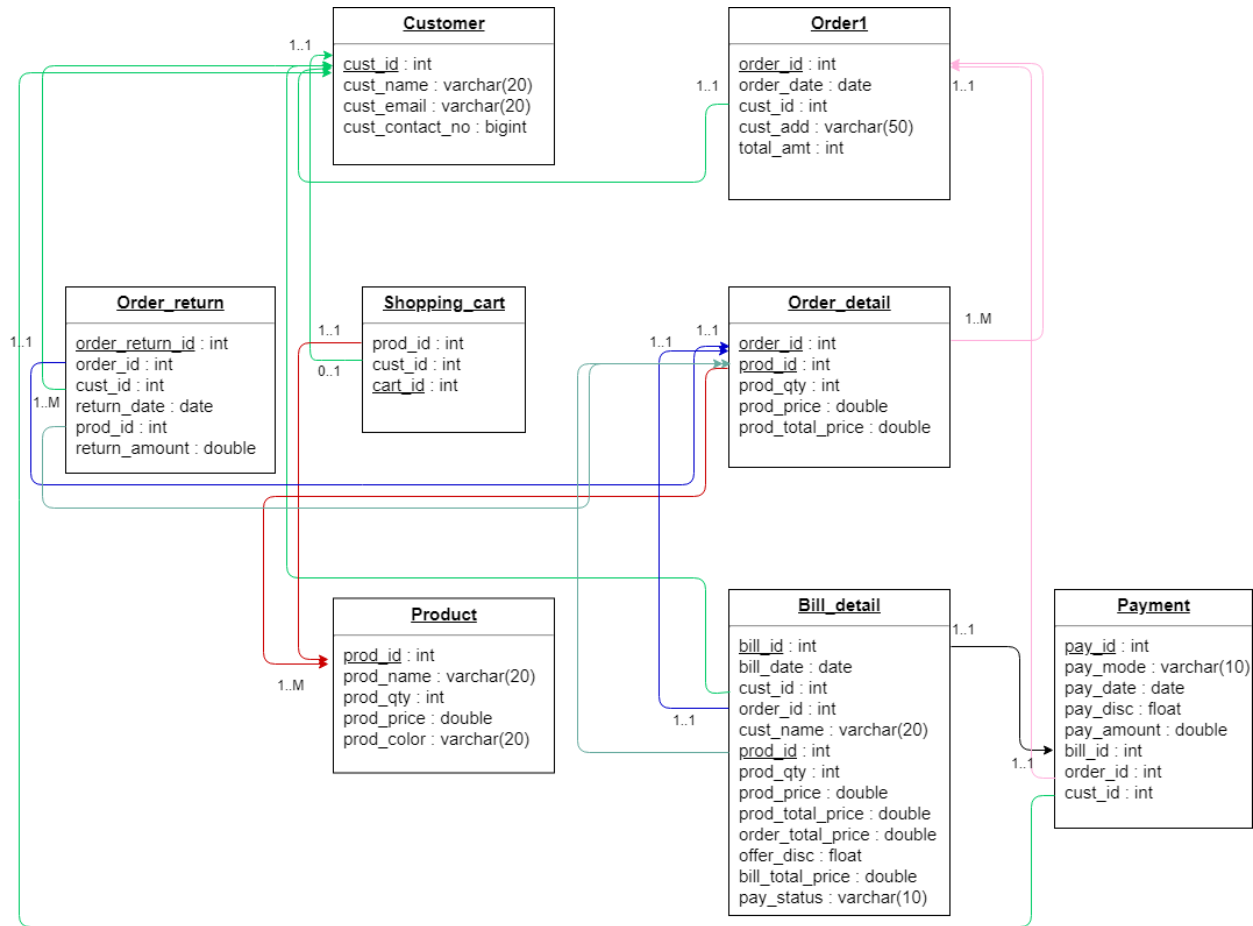 Customer
cust_id : int
cust_name : varchar(20)
cust_email : varchar(20)
cust_contact_no : bigint
1..1
Order1
order_id : int
order_date : date
cust_id : int
cust_add : varchar(50)
total_amt : int
1..1
1..1
Order_return
order_return_id : int
order_id : int
cust_id : int
return_date : date
prod_id : int
return_amount : double
1..1
1..M
Shopping_cart
prod_id : int
cust_id : int
cart_id : int
1..1
0..1
Order_detail
order_id : int
prod_id : int
prod_qty : int
prod_price : double
prod_total_price : double
1..1
1..1
1..M
Product
prod_id : int
prod_name : varchar(20)
prod_qty : int
prod_price : double
prod_color : varchar(20)
1..M
Bill_detail
bill_id : int
bill_date : date
cust_id : int
order_id : int
cust_name : varchar(20)
prod_id : int
prod_qty : int
prod_price : double
prod_total_price : double
order_total_price : double
offer_disc : float
bill_total_price : double
pay_status : varchar(10)
1..1
1..1
Payment
pay_id : int
pay_mode : varchar(10)
pay_date : date
pay_disc : float
pay_amount : double
bill_id : int
order_id : int
cust_id : int
1..1